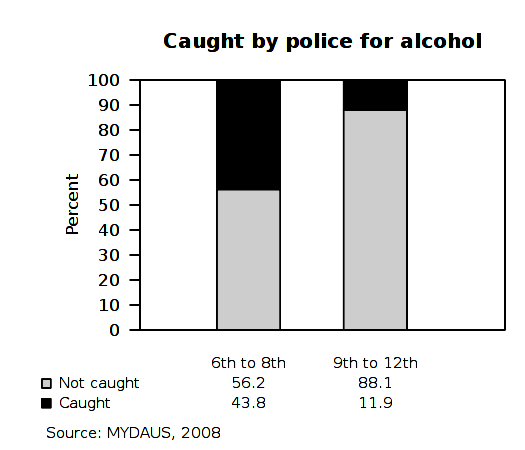 Caught by police for alcohol
Percent
100
90
80
70
60
50
40
30
20
10
0
6th to 8th 9th to 12th
Not caught 56.2 88.1
Caught 43.8 11.9
Source: MYDAUS, 2008